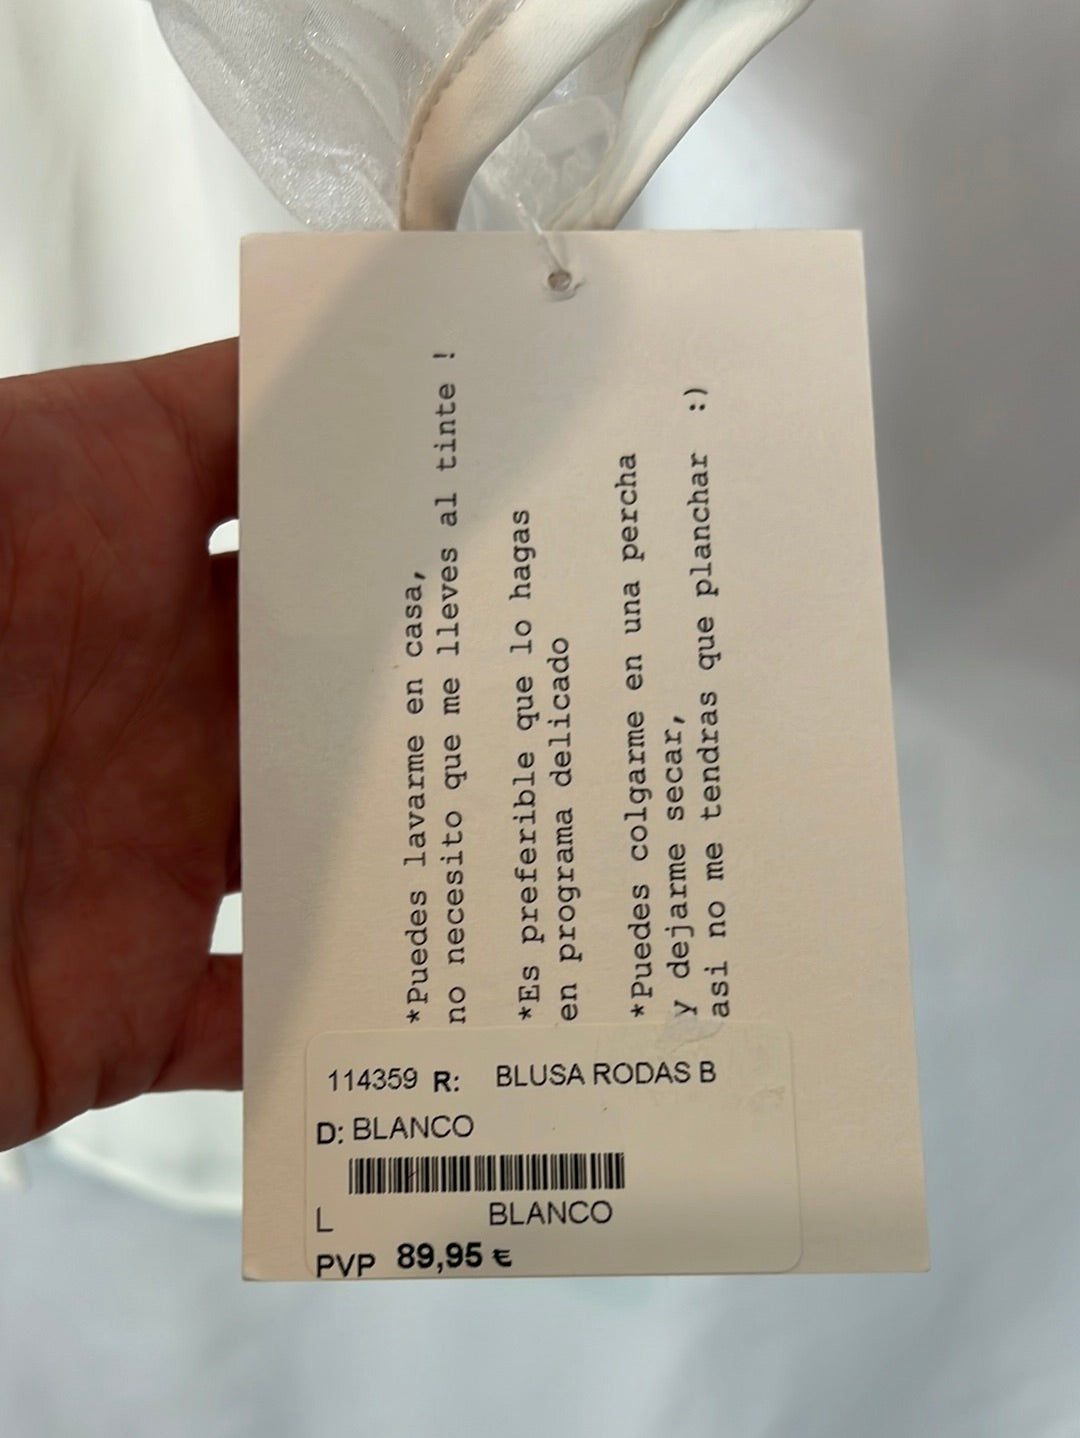 *Puedes lavarme en casa,
no necesito que me lleves al tinte !
*Es preferible que lo hagas
en programa delicado
*Puedes colgarme en una percha
y dejarme secar,
asi no me tendras que planchar :)
114359 R: BLUSA RODAS B
D: BLANCO
L BLANCO
PVP 89,95 €